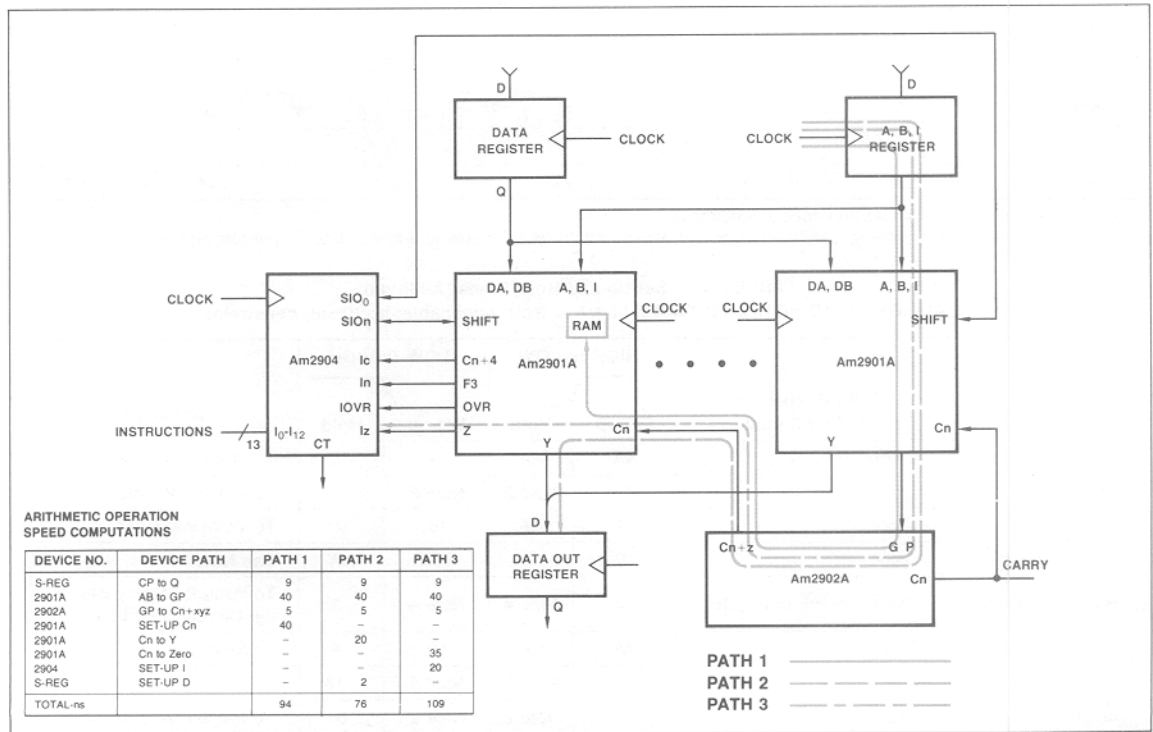 D
D
DATA
REGISTER
CLOCK
CLOCK
A, B, I
REGISTER
Q
CLOCK
SIO0
SIOn
Am2904
Ic
In
IOVR
Iz
INSTRUCTIONS
13
I0-I12
CT
DA, DB
A, B, I
SHIFT
RAM
Am2901A
Cn+4
F3
OVR
Z
Cn
Y
CLOCK
CLOCK
DA, DB
A, B, I
SHIFT
Am2901A
Cn
Y
D
DATA OUT
REGISTER
Q
Cn+z
G P
Am2902A
Cn
CARRY
ARITHMETIC OPERATION
SPEED COMPUTATIONS
DEVICE NO. DEVICE PATH PATH 1 PATH 2 PATH 3
S-REG CP to Q 9 9 9
2901A AB to GP 40 40 40
2902A GP to Cn+xyz 5 5 5
2901A SET-UP Cn 40 – –
2901A Cn to Y – 20 –
2901A Cn to Zero – – 35
2904 SET-UP I – – 20
S-REG SET-UP D – 2 –
TOTAL-ns 94 76 109
PATH 1
PATH 2
PATH 3